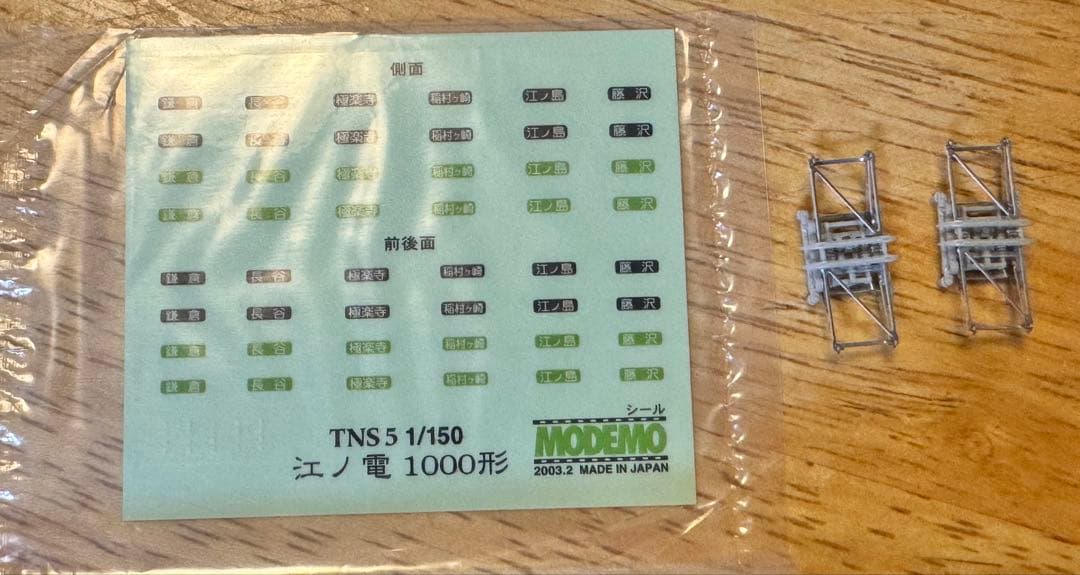 側面
鎌倉 長谷 極楽寺 稲村ヶ崎 江ノ島 藤沢
鎌倉 長谷 極楽寺 稲村ヶ崎 江ノ島 藤沢
鎌倉 長谷 極楽寺 稲村ヶ崎 江ノ島 藤沢
鎌倉 長谷 極楽寺 稲村ヶ崎 江ノ島 藤沢
前後面
鎌倉 長谷 極楽寺 稲村ヶ崎 江ノ島 藤沢
鎌倉 長谷 極楽寺 稲村ヶ崎 江ノ島 藤沢
鎌倉 長谷 極楽寺 稲村ヶ崎 江ノ島 藤沢
鎌倉 長谷 極楽寺 稲村ヶ崎 江ノ島 藤沢
TNS 5 1/150
江ノ電 1000形
シール
MODEMO
2003.2 MADE IN JAPAN